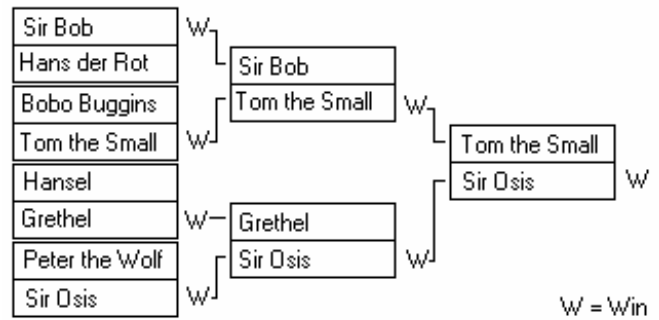 Sir Bob W
Hans der Rot
Bobo Buggins
Tom the Small W
Hansel
Grethel W
Peter the Wolf
Sir Osis W
Sir Bob
Tom the Small W
Grethel
Sir Osis W
Tom the Small
Sir Osis W
W = Win